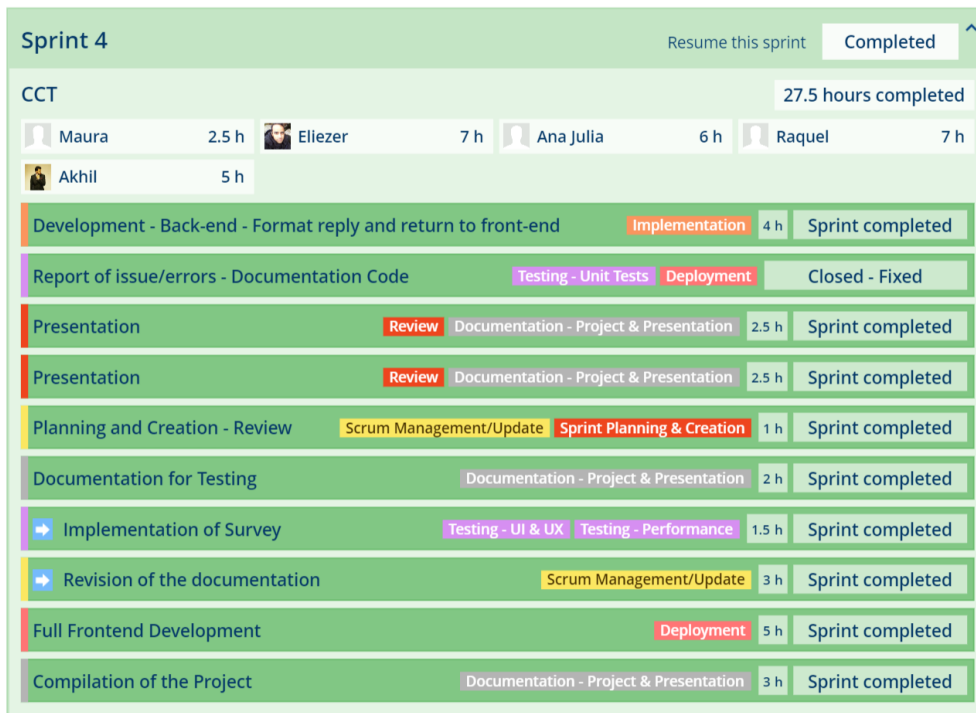 Sprint 4 Resume this sprint Completed
CCT 27.5 hours completed
Maura 2.5 h Eliezer 7 h Ana Julia 6 h Raquel 7 h
Akhil 5 h
Development - Back-end - Format reply and return to front-end Implementation 4 h Sprint completed
Report of issue/errors - Documentation Code Testing - Unit Tests Deployment Closed - Fixed
Presentation Review Documentation - Project & Presentation 2.5 h Sprint completed
Presentation Review Documentation - Project & Presentation 2.5 h Sprint completed
Planning and Creation - Review Scrum Management/Update Sprint Planning & Creation 1 h Sprint completed
Documentation for Testing Documentation - Project & Presentation 2 h Sprint completed
Implementation of Survey Testing - UI & UX Testing - Performance 1.5 h Sprint completed
Revision of the documentation Scrum Management/Update 3 h Sprint completed
Full Frontend Development Deployment 5 h Sprint completed
Compilation of the Project Documentation - Project & Presentation 3 h Sprint completed